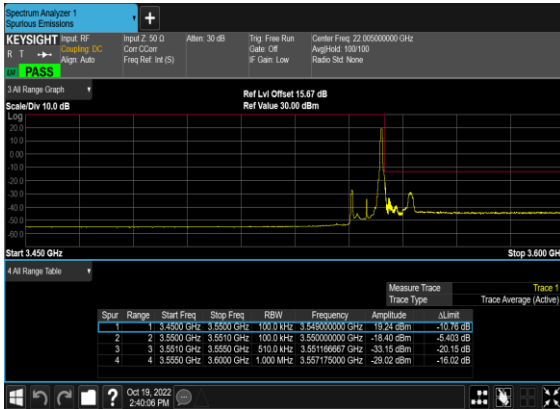 Spectrum Analyzer 1
Spurious Emissions
+
KEYSIGHT Input: RF Input Z: 50 Ω Atten: 30 dB Trig: Free Run Center Freq: 22.005000000 GHz
R T Coupling: DC Corr CCorr Gate: Off Avg|Hold: 100/100
Align: Auto Freq Ref: Int (S) IF Gain: Low Radio Std: None
PASS
3 All Range Graph Ref Lvl Offset 15.67 dB
Scale/Div 10.0 dB Ref Value 30.00 dBm
Log
20.0
10.0
0.00
-10.0
-20.0
-30.0
-40.0
-50.0
-60.0
Start 3.450 GHz Stop 3.600 GH
4 All Range Table
Measure Trace Trace 1
Trace Type Trace Average (Active)
Spur Range Start Freq Stop Freq RBW Frequency Amplitude ΔLimit
1 1 3.4500 GHz 3.5500 GHz 100.0 kHz 3.549000000 GHz 19.24 dBm -10.76 dB
2 2 3.5500 GHz 3.5510 GHz 100.0 kHz 3.550000000 GHz -18.40 dBm -5.403 dB
3 3 3.5510 GHz 3.5550 GHz 510.0 kHz 3.551166667 GHz -33.15 dBm -20.15 dB
4 4 3.5550 GHz 3.6000 GHz 1.000 MHz 3.557175000 GHz -29.02 dBm -16.02 dB
? Oct 19, 2022
2:40:06 PM